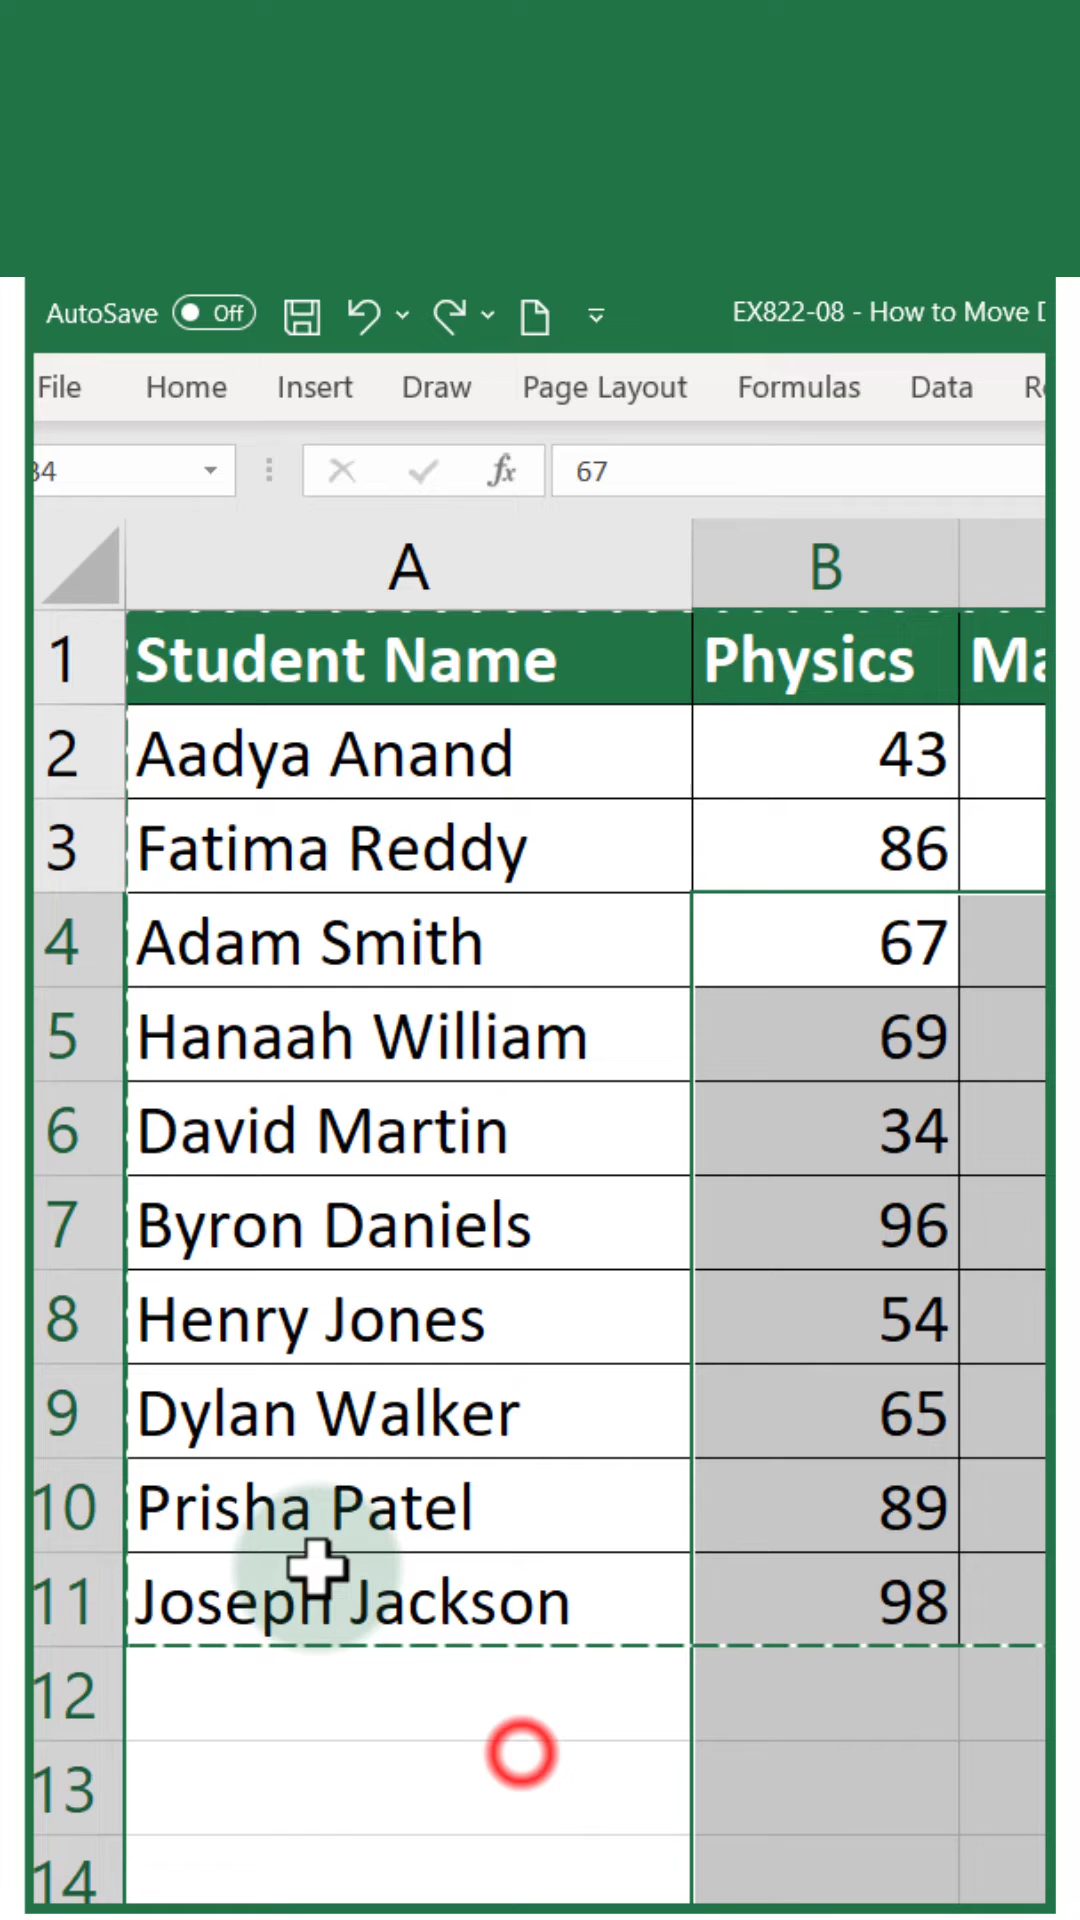 AutoSave Off EX822-08 - How to Move
File Home Insert Draw Page Layout Formulas Data
34 fx 67
A B
1 Student Name Physics
2 Aadya Anand 43
3 Fatima Reddy 86
4 Adam Smith 67
5 Hanaah William 69
6 David Martin 34
7 Byron Daniels 96
8 Henry Jones 54
9 Dylan Walker 65
10 Prisha Patel 89
11 Joseph Jackson 98
12
13
14